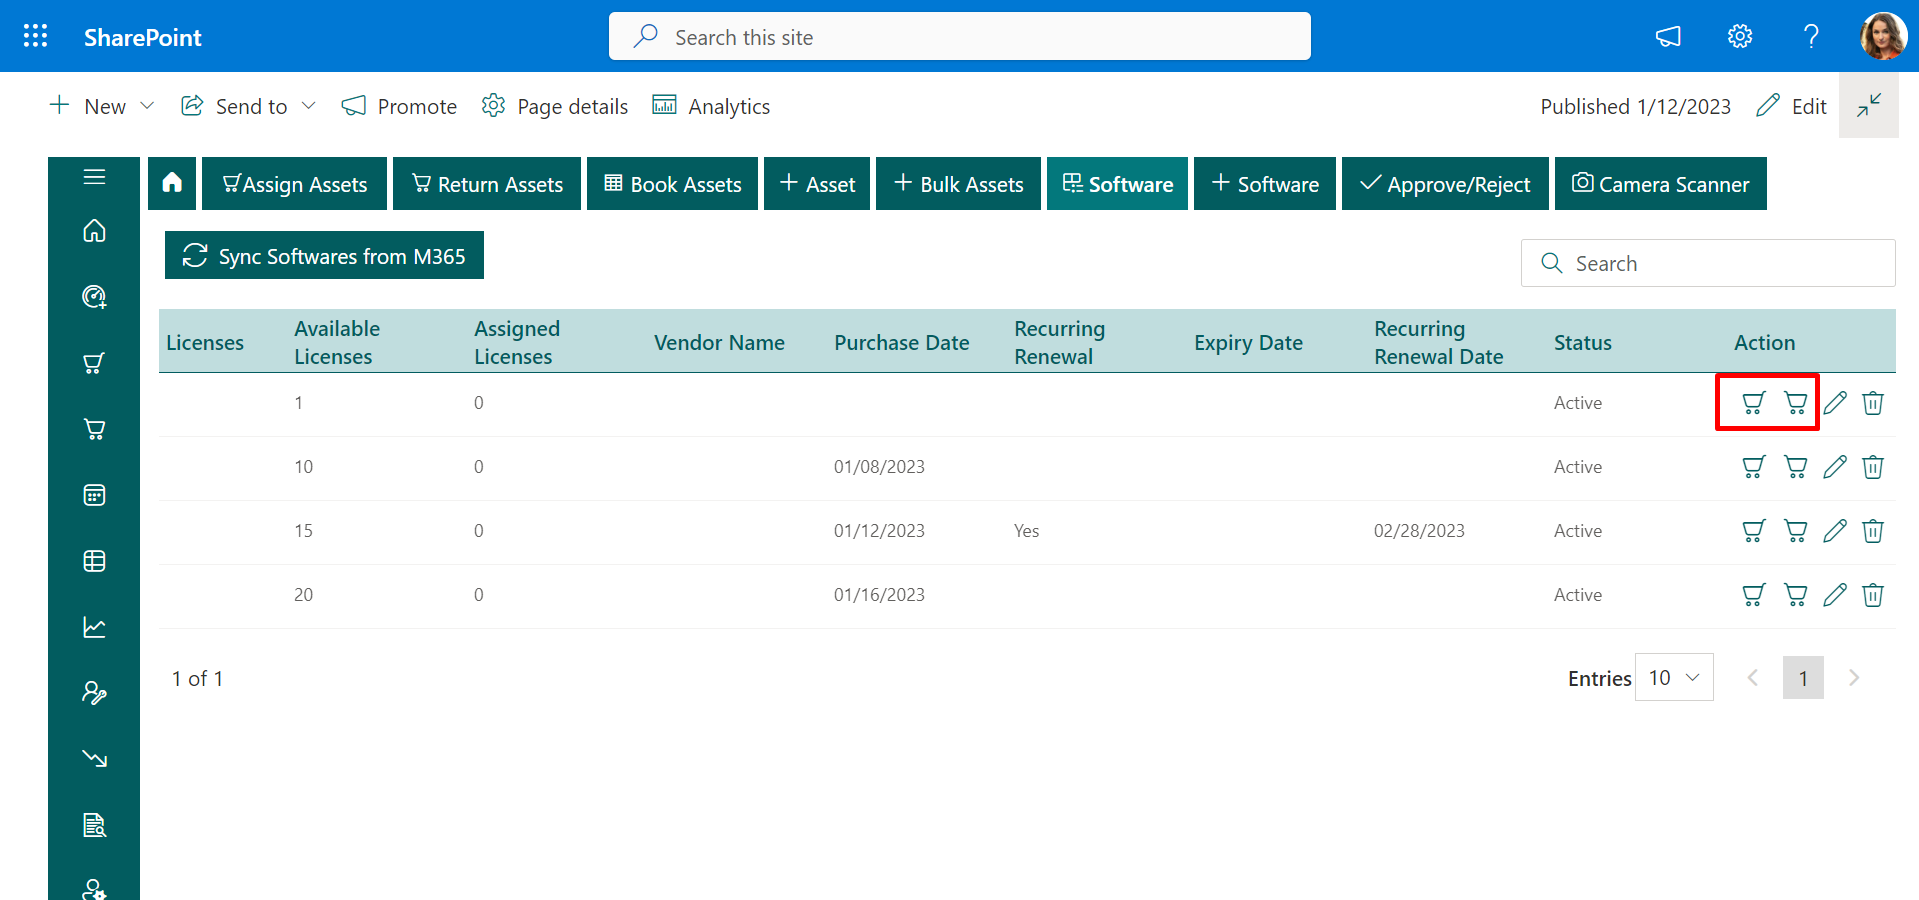 SharePoint
Search this site
New
Send to
Promote
Page details
Analytics
Published 1/12/2023
Edit
Assign Assets
Return Assets
Book Assets
Asset
Bulk Assets
Software
Software
Approve/Reject
Camera Scanner
Sync Softwares from M365
Search
Licenses
Available Licenses
Assigned Licenses
Vendor Name
Purchase Date
Recurring Renewal
Expiry Date
Recurring Renewal Date
Status
Action
1 0 Active
10 0 01/08/2023 Active
15 0 01/12/2023 Yes 02/28/2023 Active
20 0 01/16/2023 Active
1 of 1
Entries 10
1